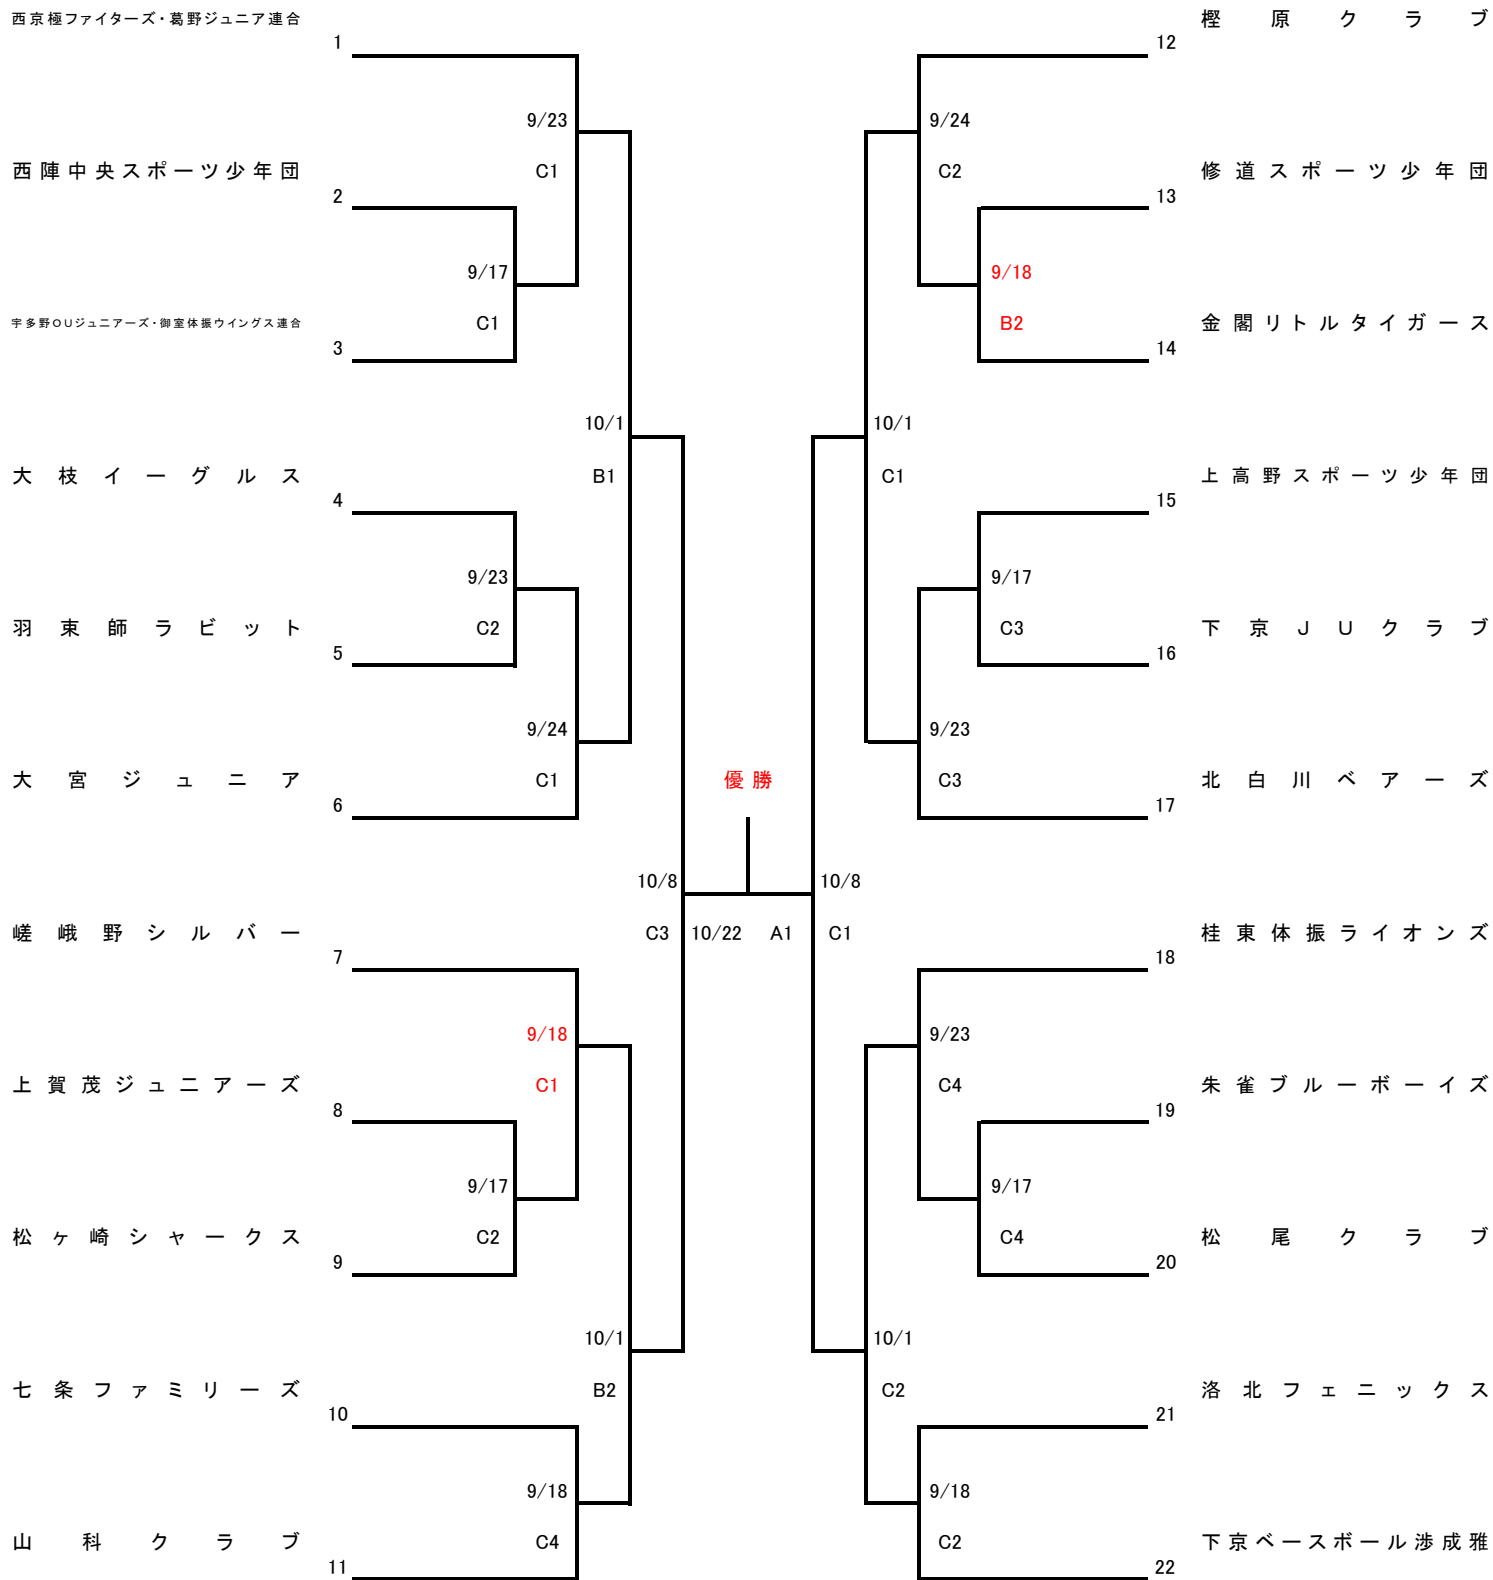 西京極ファイターズ・葛野ジュニア連合
1
樫原クラブ
12
9/23
9/24
西陣中央スポーツ少年団
C1
C2
修道スポーツ少年団
2
13
9/17
9/18
宇多野OUジュニアーズ・御室体振ウイングス連合
C1
B2
金閣リトルタイガース
3
14
10/1
10/1
大枝イーグルス
B1
C1
上高野スポーツ少年団
4
15
9/23
9/17
羽束師ラビット
C2
C3
下京JUクラブ
5
16
9/24
9/23
大宮ジュニア
C1
優勝
C3
北白川ベアーズ
6
17
10/8
10/8
嵯峨野シルバー
C3
10/22
A1
C1
桂東体振ライオンズ
7
18
9/18
9/23
上賀茂ジュニアーズ
C1
C4
朱雀ブルーボーイズ
8
19
9/17
9/17
松ヶ崎シャークス
C2
C4
松尾クラブ
9
20
10/1
10/1
七条ファミリーズ
B2
C2
洛北フェニックス
10
21
9/18
9/18
山科クラブ
C4
C2
下京ベースボール渉成雅
11
22